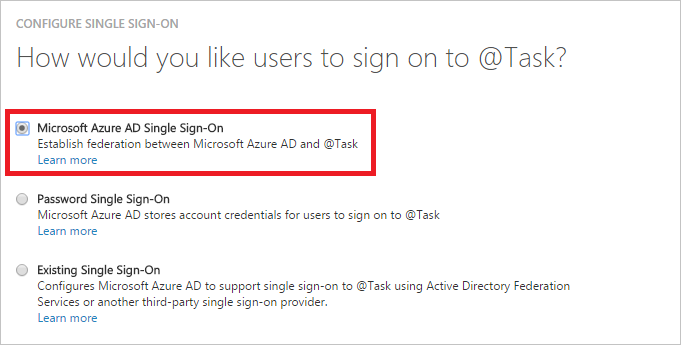 CONFIGURE SINGLE SIGN-ON
How would you like users to sign on to @Task?
Microsoft Azure AD Single Sign-On
Establish federation between Microsoft Azure AD and @Task
Learn more
Password Single Sign-On
Microsoft Azure AD stores account credentials for users to sign on to @Task
Learn more
Existing Single Sign-On
Configures Microsoft Azure AD to support single sign-on to @Task using Active Directory Federation
Services or another third-party single sign-on provider.
Learn more